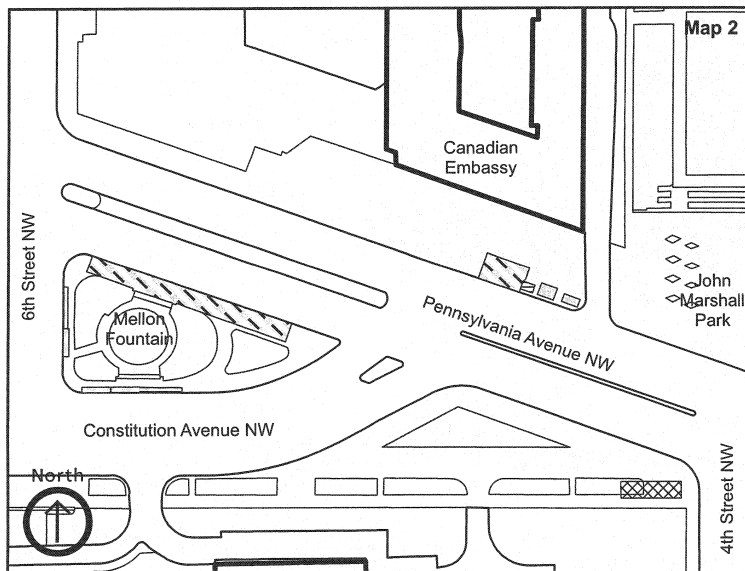 Map 2
Canadian
Embassy
6th Street NW
John
Marshall
Park
Mellon
Fountain
Pennsylvania Avenue NW
Constitution Avenue NW
North
4th Street NW